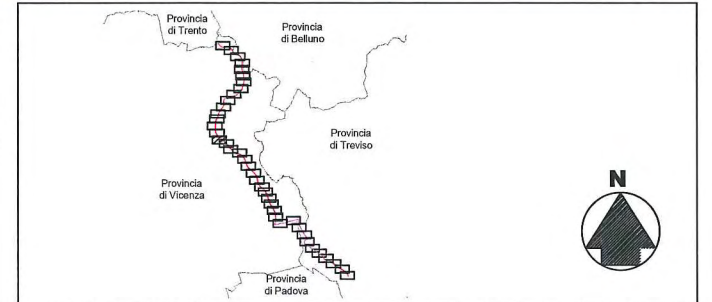 Provincia
di Trento
Provincia
di Belluno
Provincia
di Treviso
Provincia
di Vicenza
N
Provincia
di Padova